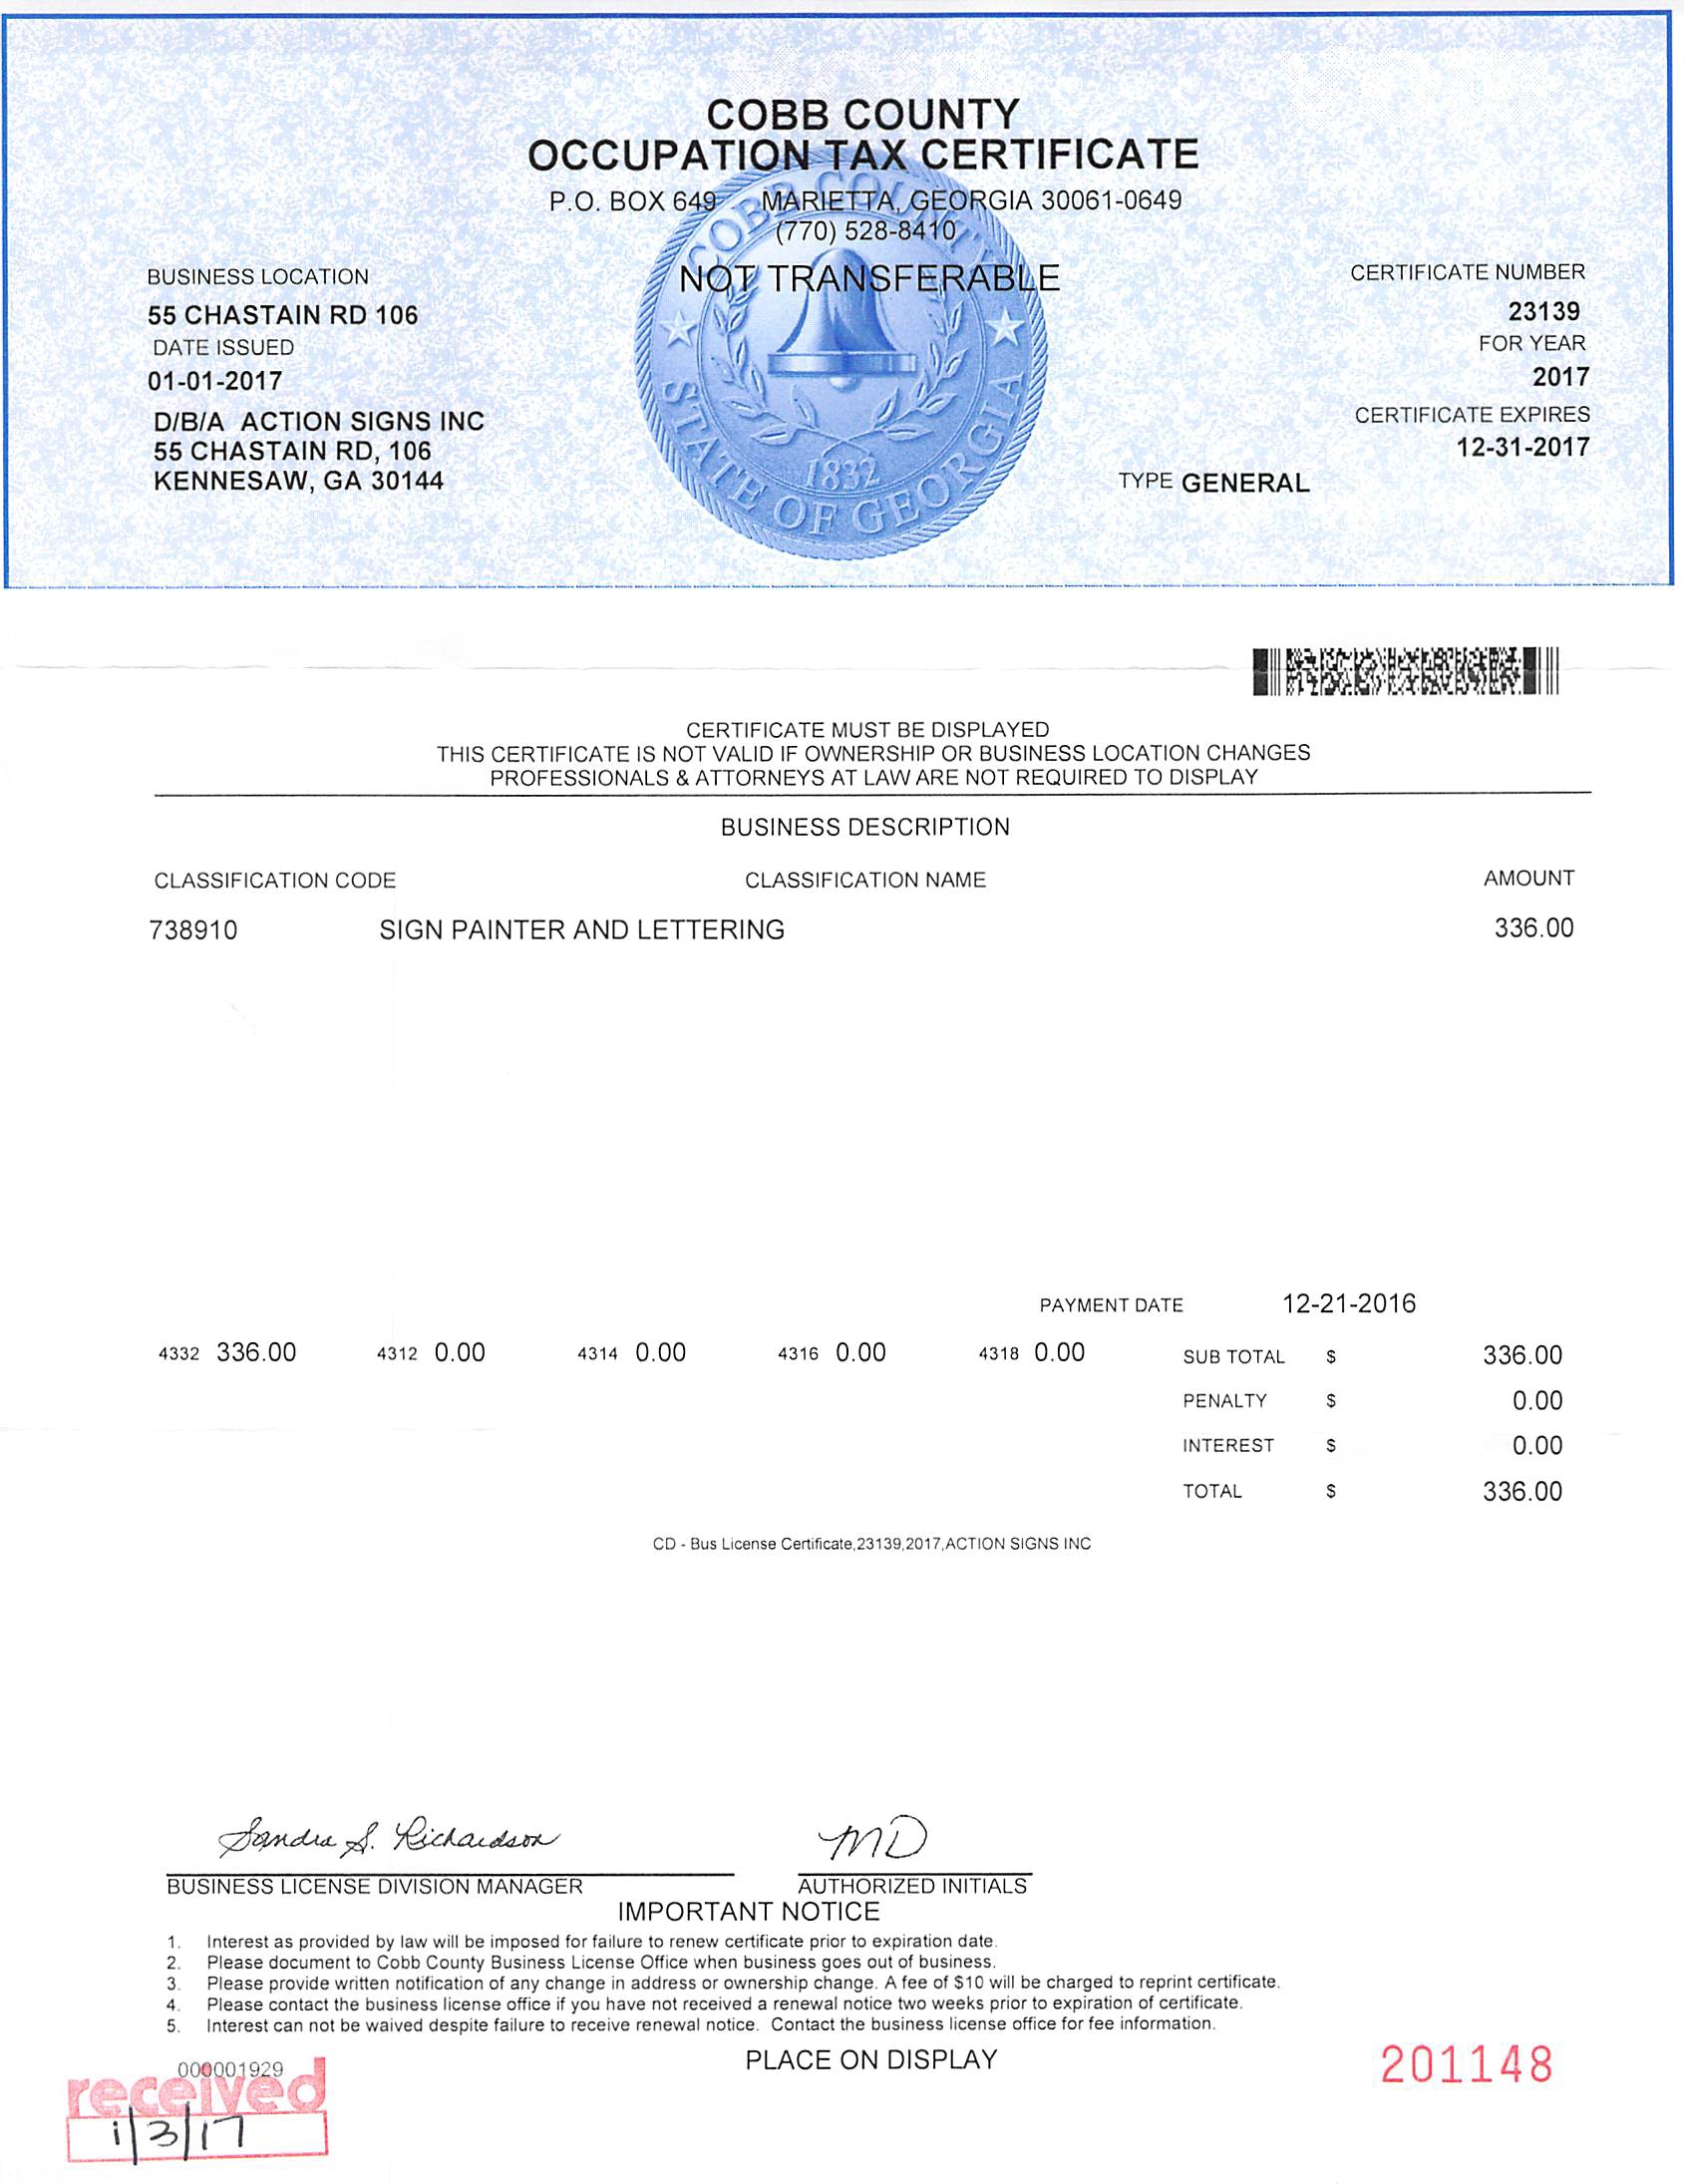 COBB COUNTY
OCCUPATION TAX CERTIFICATE
P.O. BOX 649 MARIETTA, GEORGIA 30061-0649
(770) 528-8410
NOT TRANSFERABLE
COBB COUNTY
STATE OF GEORGIA
1832
BUSINESS LOCATION
55 CHASTAIN RD 106
DATE ISSUED
01-01-2017
D/B/A ACTION SIGNS INC
55 CHASTAIN RD, 106
KENNESAW, GA 30144
CERTIFICATE NUMBER
23139
FOR YEAR
2017
CERTIFICATE EXPIRES
12-31-2017
TYPE GENERAL
CERTIFICATE MUST BE DISPLAYED
THIS CERTIFICATE IS NOT VALID IF OWNERSHIP OR BUSINESS LOCATION CHANGES
PROFESSIONALS & ATTORNEYS AT LAW ARE NOT REQUIRED TO DISPLAY
BUSINESS DESCRIPTION
CLASSIFICATION CODE CLASSIFICATION NAME AMOUNT
738910 SIGN PAINTER AND LETTERING 336.00
PAYMENT DATE 12-21-2016
4332 336.00 4312 0.00 4314 0.00 4316 0.00 4318 0.00 SUB TOTAL $ 336.00
PENALTY $ 0.00
INTEREST $ 0.00
TOTAL $ 336.00
CD - Bus License Certificate,23139,2017,ACTION SIGNS INC
Sandra S. Richardson MD
BUSINESS LICENSE DIVISION MANAGER AUTHORIZED INITIALS
IMPORTANT NOTICE
1. Interest as provided by law will be imposed for failure to renew certificate prior to expiration date.
2. Please document to Cobb County Business License Office when business goes out of business.
3. Please provide written notification of any change in address or ownership change. A fee of $10 will be charged to reprint certificate.
4. Please contact the business license office if you have not received a renewal notice two weeks prior to expiration of certificate.
5. Interest can not be waived despite failure to receive renewal notice. Contact the business license office for fee information.
000001929
PLACE ON DISPLAY
201148
received
1/3/17